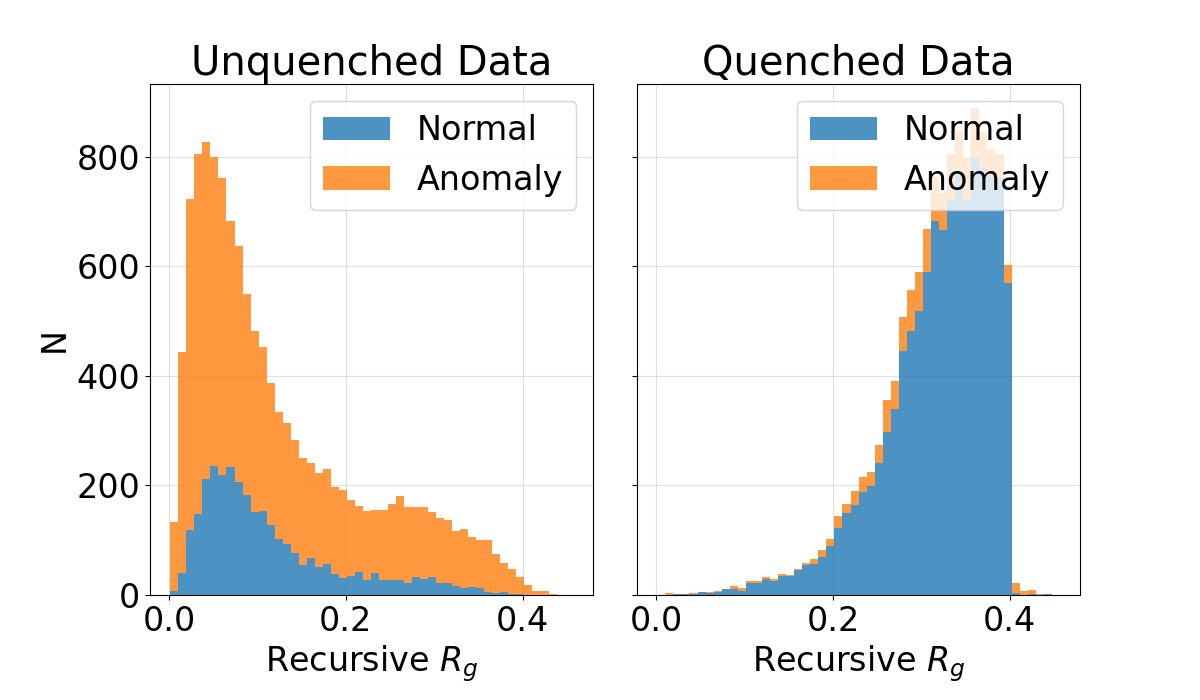 Unquenched Data
Quenched Data
Normal
Anomaly
Normal
Anomaly
N
800
600
400
200
0
0.0 0.2 0.4
0.0 0.2 0.4
Recursive $R_g$
Recursive $R_g$